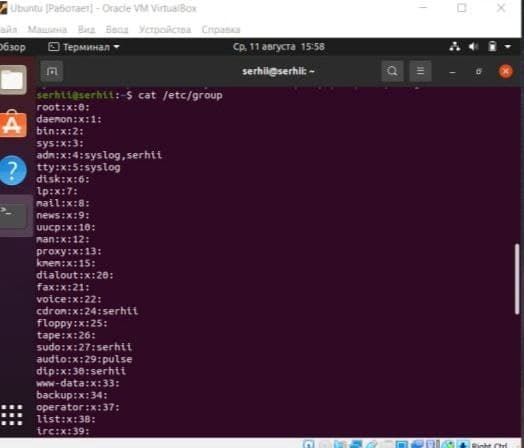 Ubuntu [Работает] - Oracle VM VirtualBox
Файл Машина Вид Ввод Устройства Справка
Обзор Терминал Ср, 11 августа 15:58
serhii@serhii: ~
serhii@serhii:~$ cat /etc/group
root:x:0:
daemon:x:1:
bin:x:2:
sys:x:3:
adm:x:4:syslog,serhii
tty:x:5:syslog
disk:x:6:
lp:x:7:
mail:x:8:
news:x:9:
uucp:x:10:
man:x:12:
proxy:x:13:
kmem:x:15:
dialout:x:20:
fax:x:21:
voice:x:22:
cdrom:x:24:serhii
floppy:x:25:
tape:x:26:
sudo:x:27:serhii
audio:x:29:pulse
dip:x:30:serhii
www-data:x:33:
backup:x:34:
operator:x:37:
list:x:38:
irc:x:39:
Right Ctrl